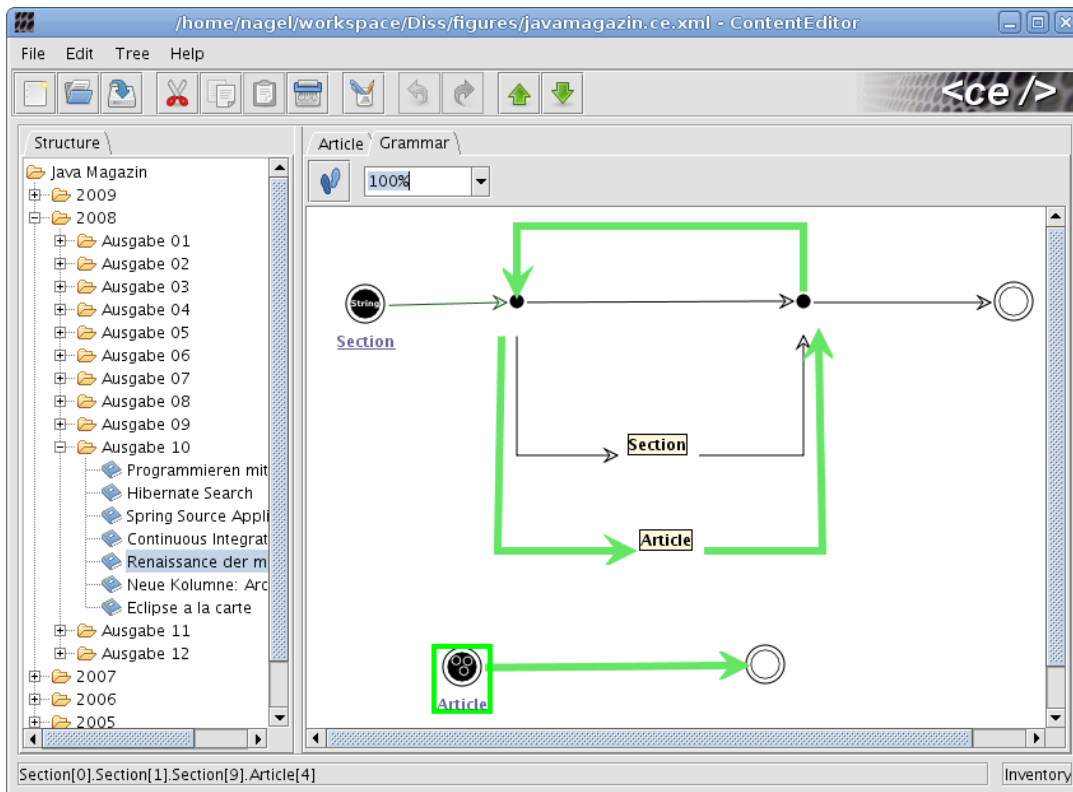 /home/nagel/workspace/Diss/figures/javamagazin.ce.xml - ContentEditor
File Edit Tree Help
<ce />
Structure
Java Magazin
2009
2008
Ausgabe 01
Ausgabe 02
Ausgabe 03
Ausgabe 04
Ausgabe 05
Ausgabe 06
Ausgabe 07
Ausgabe 08
Ausgabe 09
Ausgabe 10
Programmieren mit
Hibernate Search
Spring Source Appli
Continuous Integrat
Renaissance der m
Neue Kolumne: Arc
Eclipse a la carte
Ausgabe 11
Ausgabe 12
2007
2006
2005
Article Grammar
100%
String
Section
Section
Article
Article
Section[0].Section[1].Section[9].Article[4]
Inventory